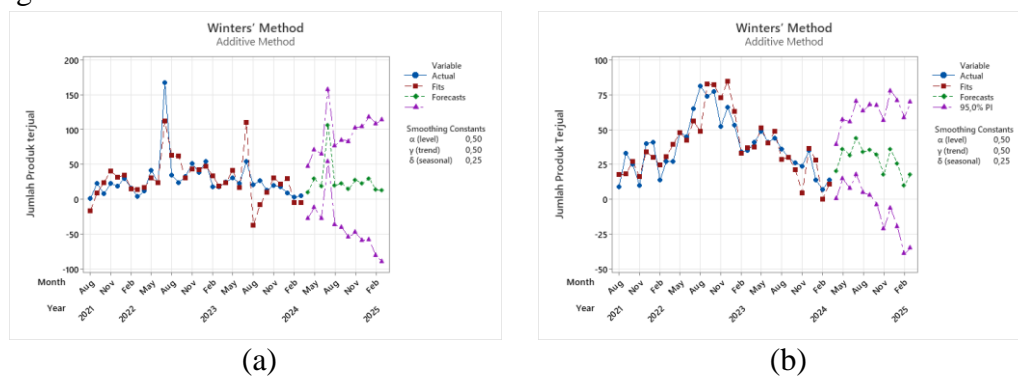 Winters' Method
Additive Method
Jumlah Produk Terjual
200
150
100
50
0
-50
-100
Month
Aug Nov Feb May Aug Nov Feb May Aug Nov Feb May Aug Nov Feb
Year
2021 2022 2023 2024 2025
Variable
Actual
Fits
Forecasts
95,0% PI
Smoothing Constants
α (level) 0,50
γ (trend) 0,50
δ (seasonal) 0,25
(a)
Winters' Method
Additive Method
Jumlah Produk Terjual
100
75
50
25
0
-25
-50
Month
Aug Nov Feb May Aug Nov Feb May Aug Nov Feb May Aug Nov Feb
Year
2021 2022 2023 2024 2025
Variable
Actual
Fits
Forecasts
95,0% PI
Smoothing Constants
α (level) 0,50
γ (trend) 0,50
δ (seasonal) 0,25
(b)